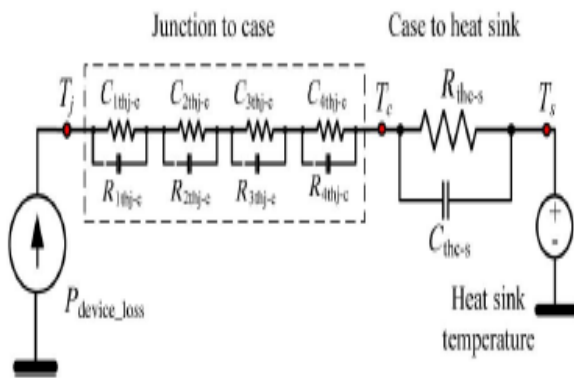 Junction to case
Case to heat sink
C1thj-c C2thj-c C3thj-c C4thj-c
Rthc-s
Tj
Tc
Ts
R1thj-c R2thj-c R3thj-c R4thj-c
Cthc-s
+
-
Pdevice_loss
Heat sink
temperature